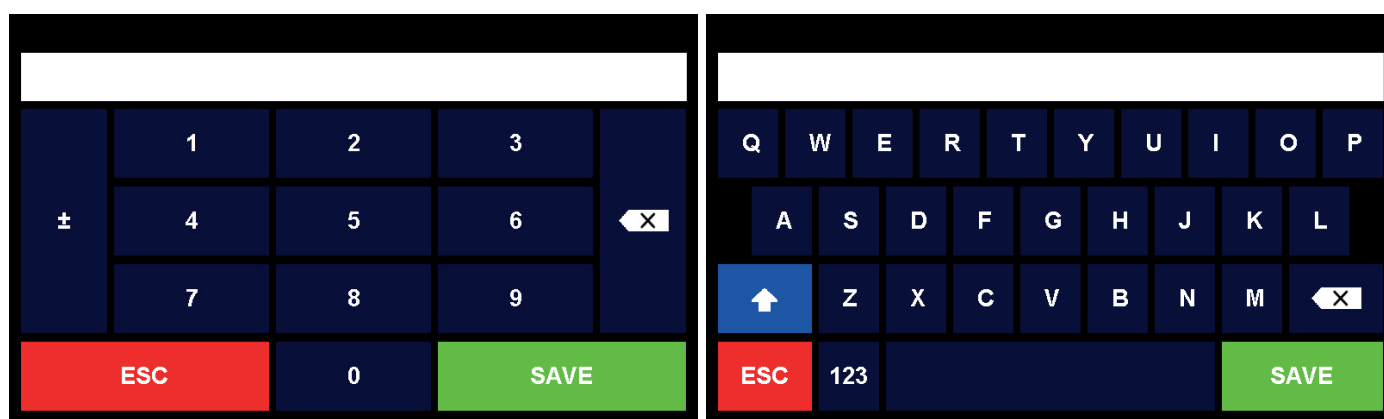 1 2 3
± 4 5 6
7 8 9
ESC 0 SAVE
Q W E R T Y U I O P
A S D F G H J K L
Z X C V B N M
ESC 123 SAVE